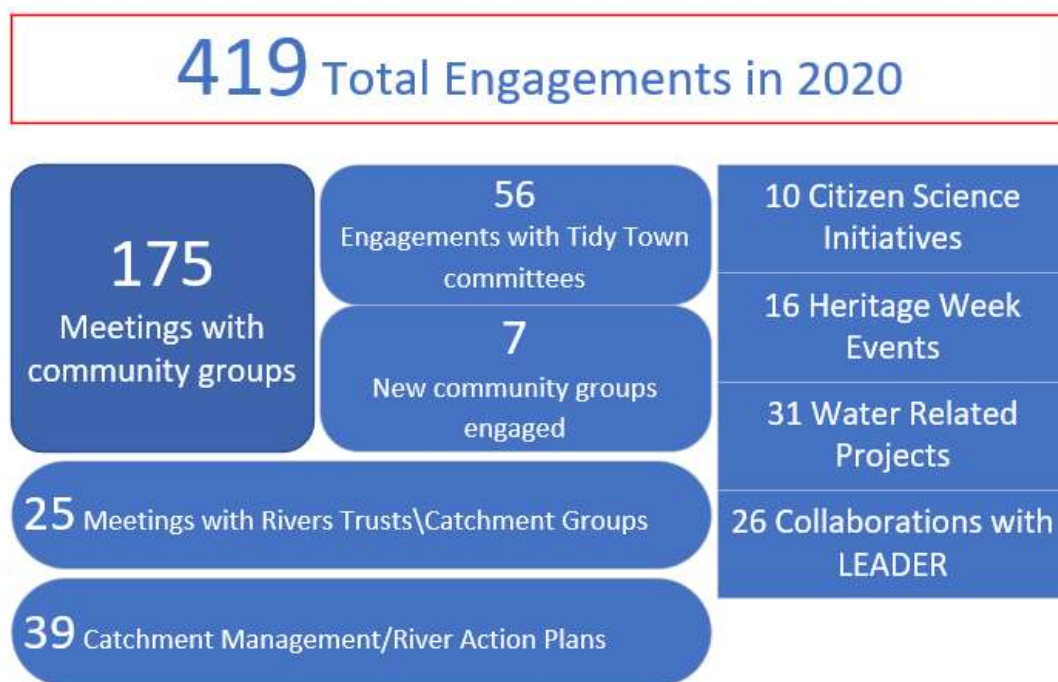 419 Total Engagements in 2020
175
Meetings with
community groups
56
Engagements with Tidy Town
committees
7
New community groups
engaged
25 Meetings with Rivers Trusts\Catchment Groups
39 Catchment Management/River Action Plans
10 Citizen Science
Initiatives
16 Heritage Week
Events
31 Water Related
Projects
26 Collaborations with
LEADER